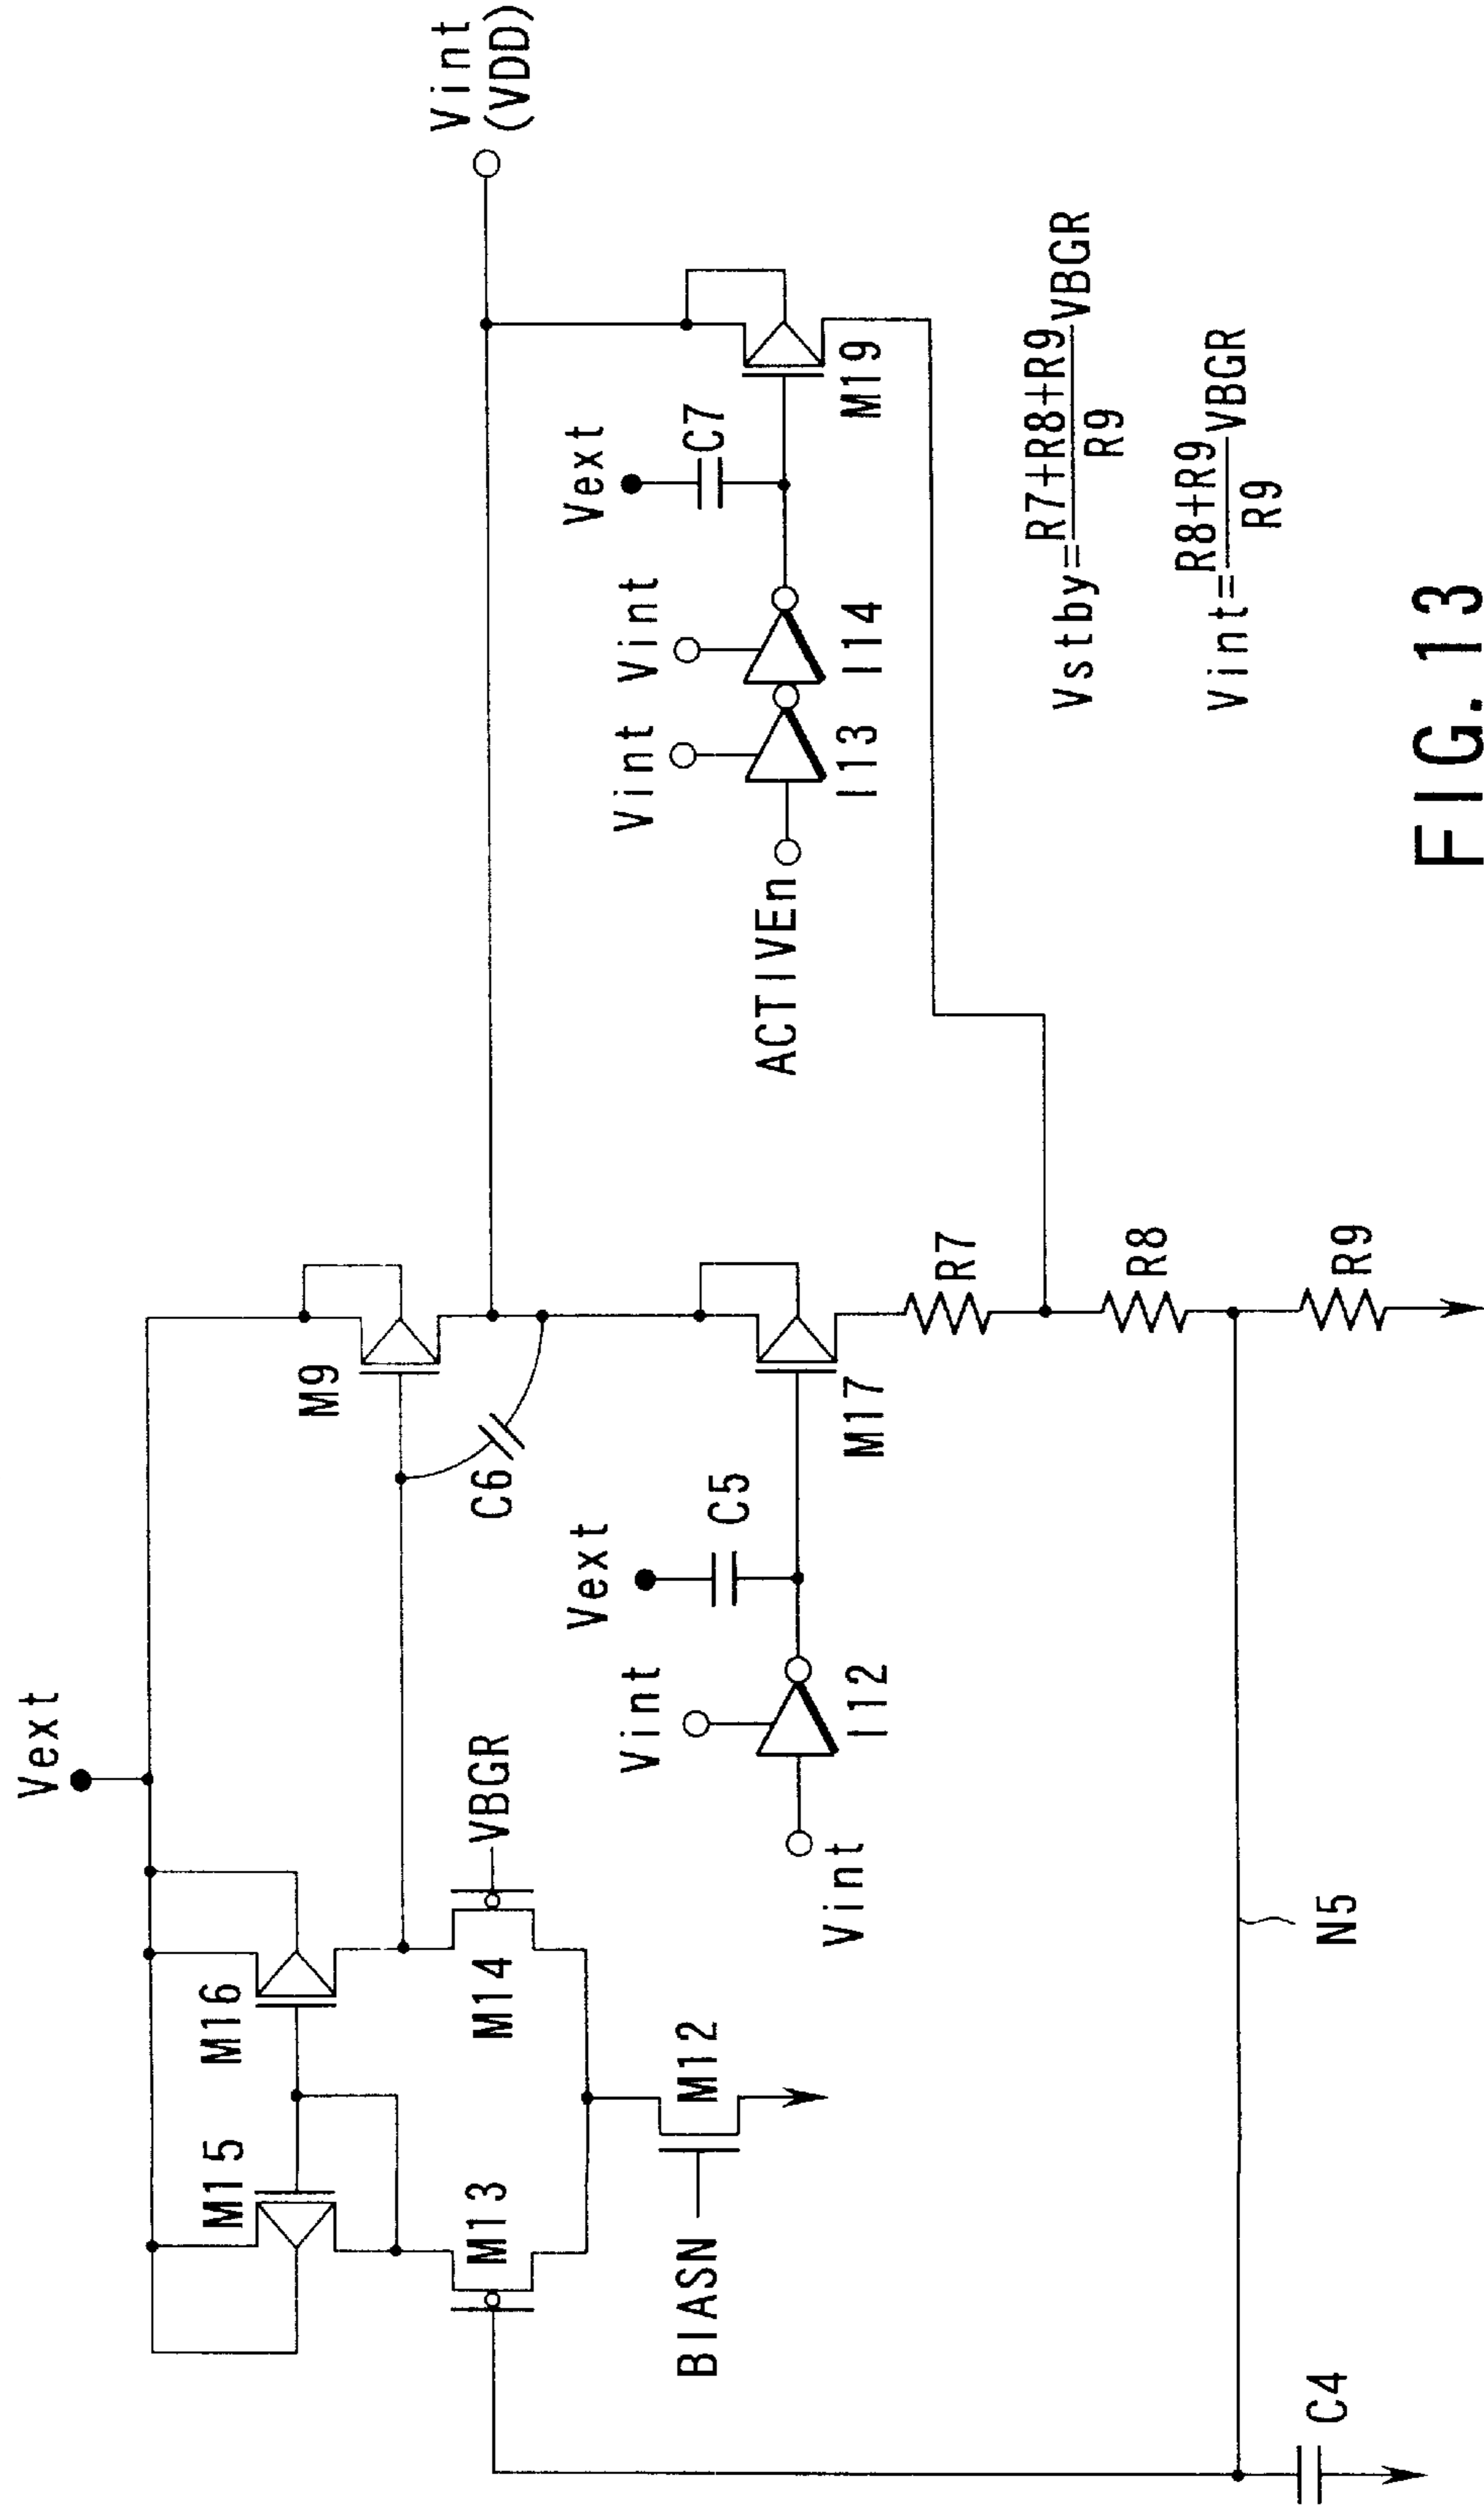 Vext
M15
M16
M13
M14
VBGR
BIASN
M12
M9
C6
Vint
(VDD)
Vint
Vint
I12
Vext
C5
M17
R7
R8
R9
N5
C4
ACTIVEn
Vint
Vint
I13
I14
Vext
C7
M19
Vstby=R7+R8+R9/R9 VBGR
Vint=R8+R9/R9 VBGR
FIG. 13